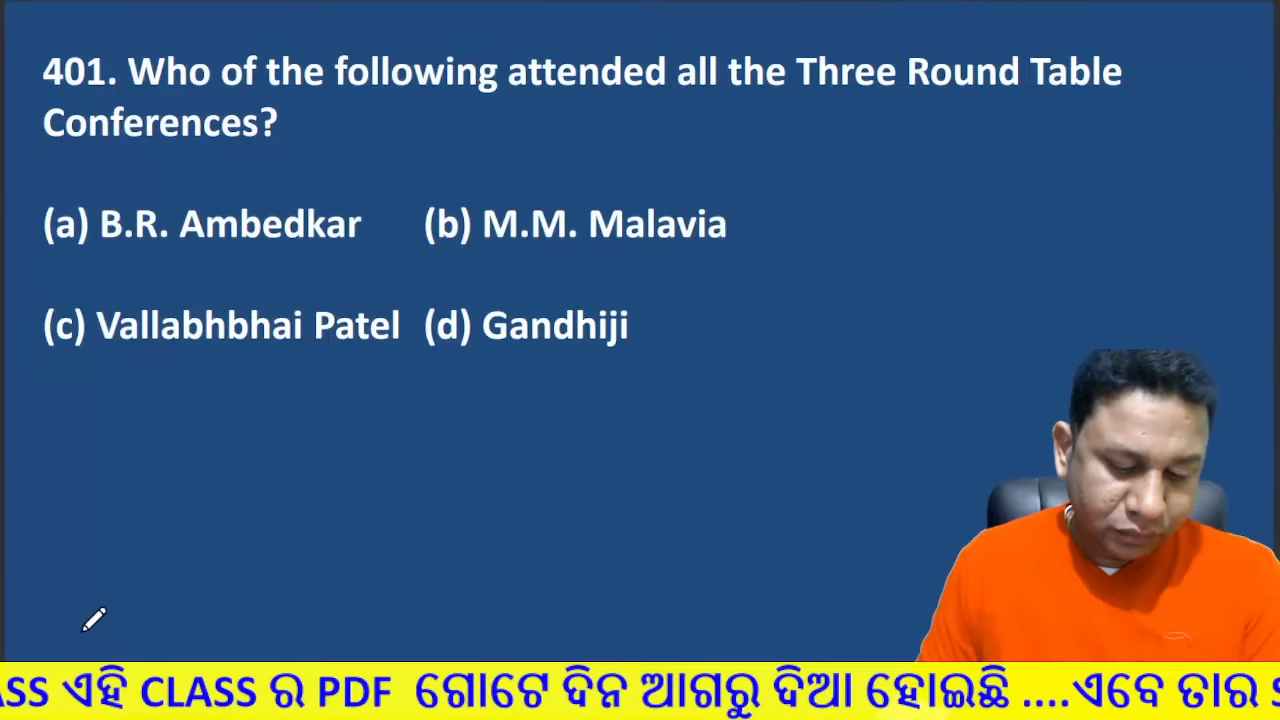 401. Who of the following attended all the Three Round Table
Conferences?
(a) B.R. Ambedkar (b) M.M. Malavia
(c) Vallabhbhai Patel (d) Gandhiji
ASS ଏହି CLASS ର PDF ଗୋଟେ ଦିନ ଆଗରୁ ଦିଆ ହୋଇଛି ....ଏବେ ତାର